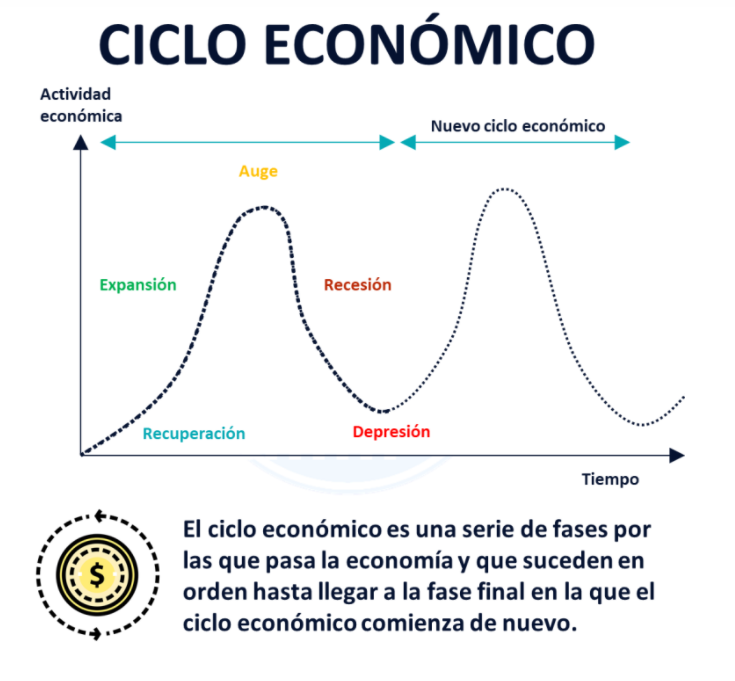 CICLO ECONÓMICO
Actividad
económica
Nuevo ciclo económico
Auge
Expansión
Recesión
Recuperación
Depresión
Tiempo
$
El ciclo económico es una serie de fases por
las que pasa la economía y que suceden en
orden hasta llegar a la fase final en la que el
ciclo económico comienza de nuevo.